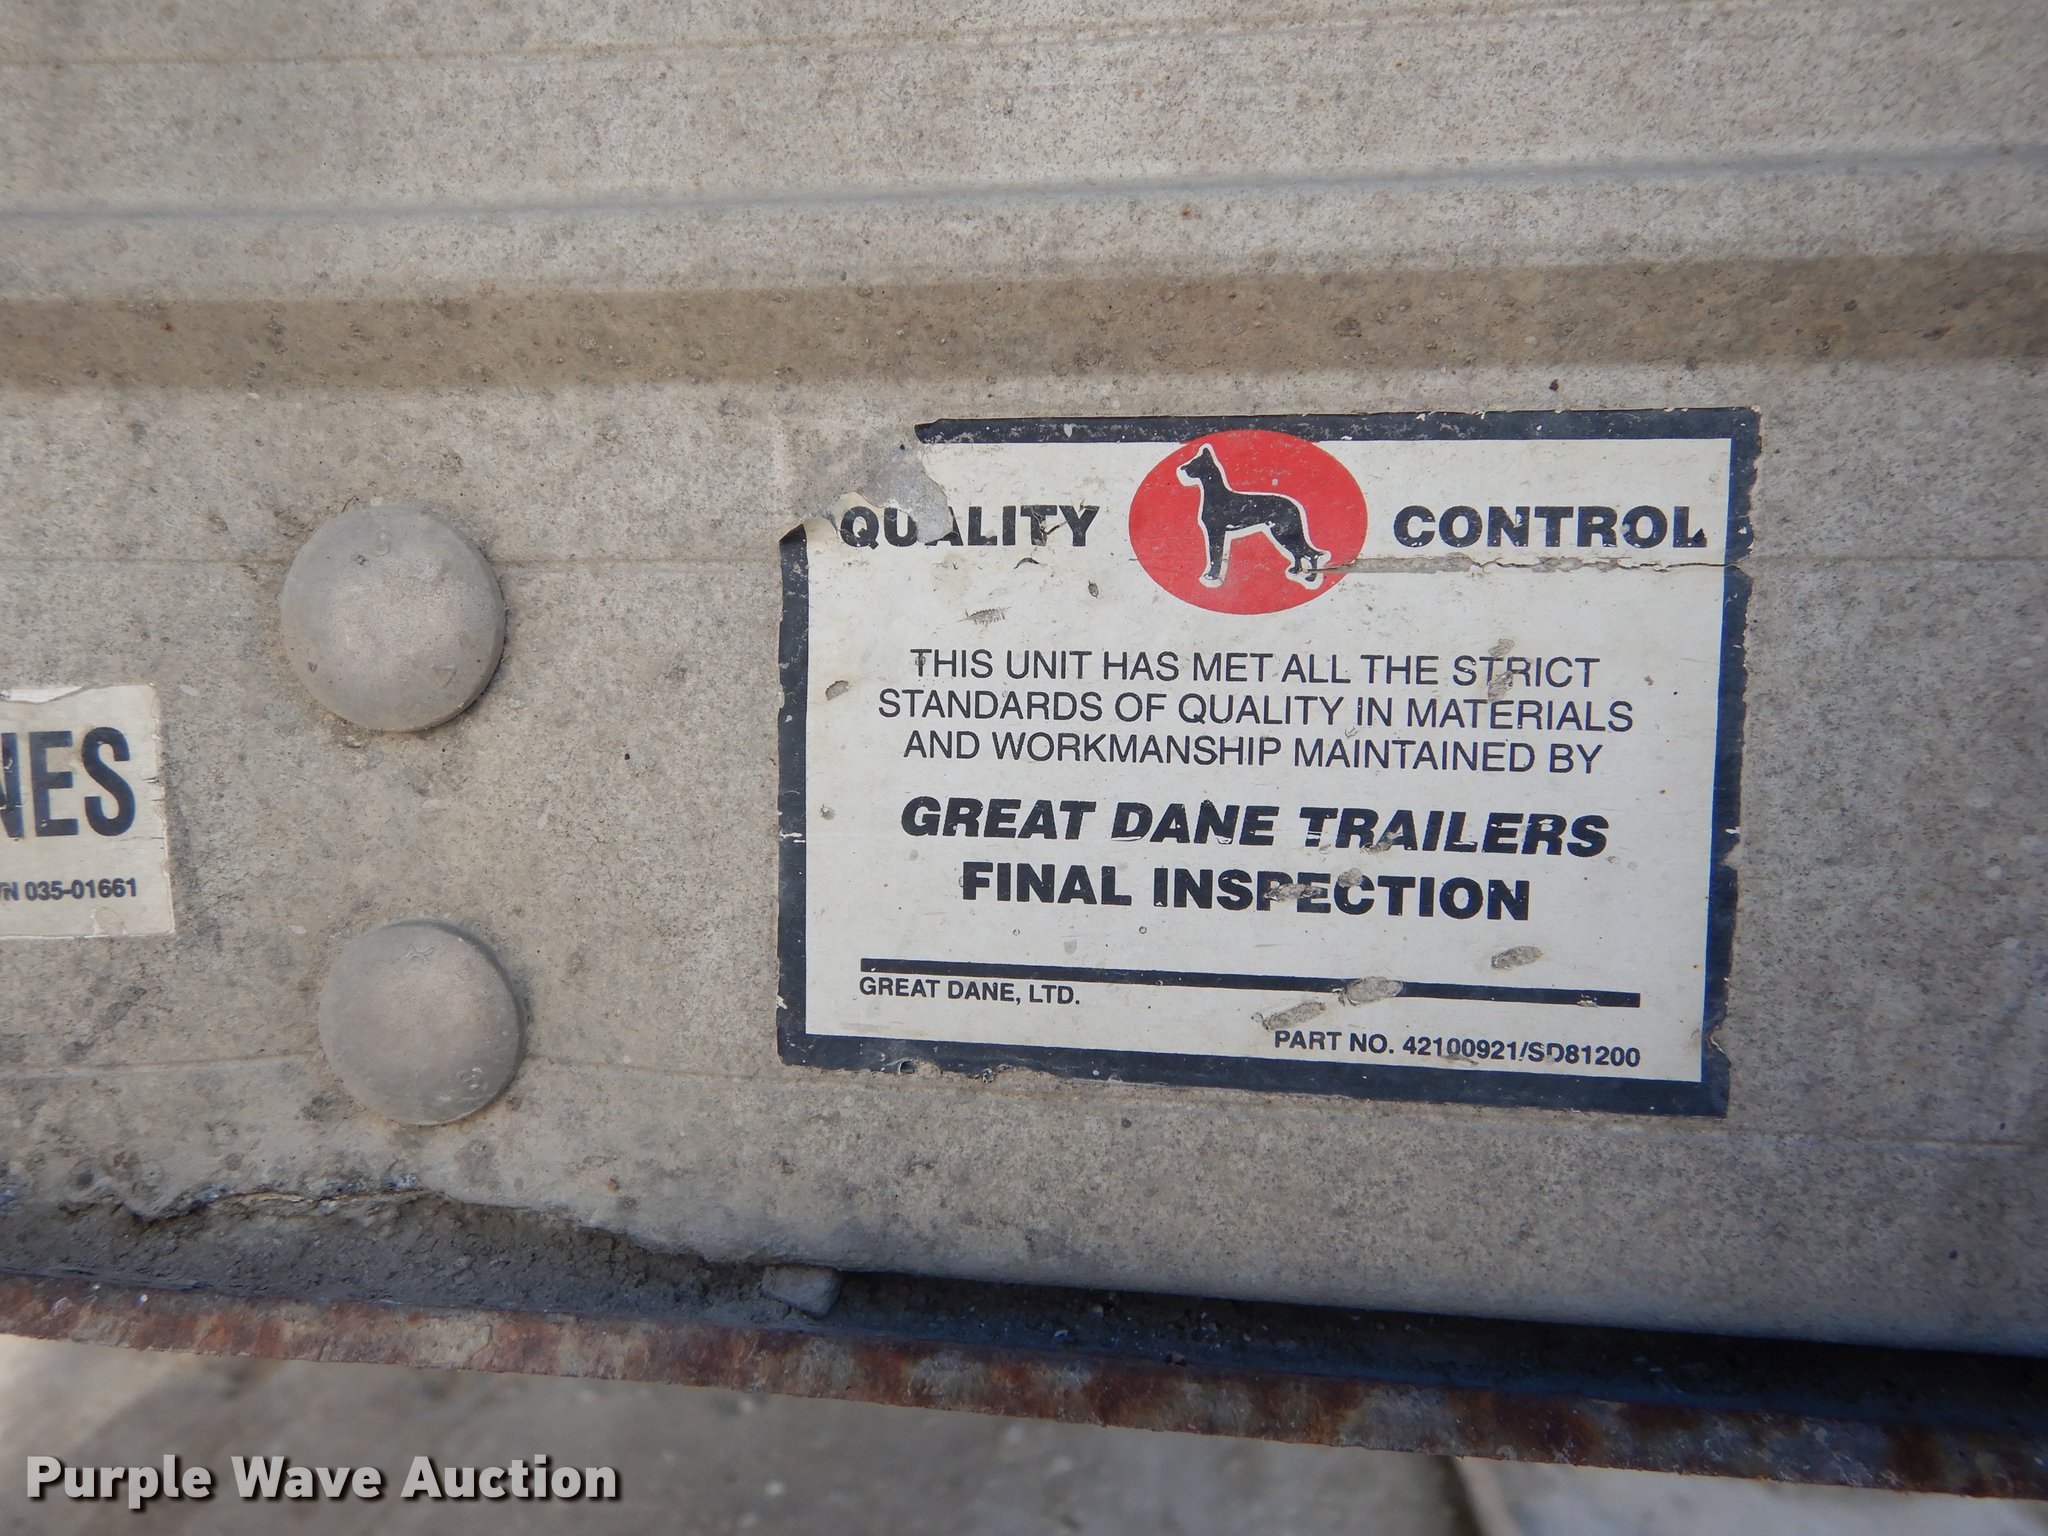 QUALITY CONTROL
THIS UNIT HAS MET ALL THE STRICT
STANDARDS OF QUALITY IN MATERIALS
AND WORKMANSHIP MAINTAINED BY
GREAT DANE TRAILERS
FINAL INSPECTION
GREAT DANE, LTD.
PART NO. 42100921/SD81200
NES
/N 035-01661
Purple Wave Auction